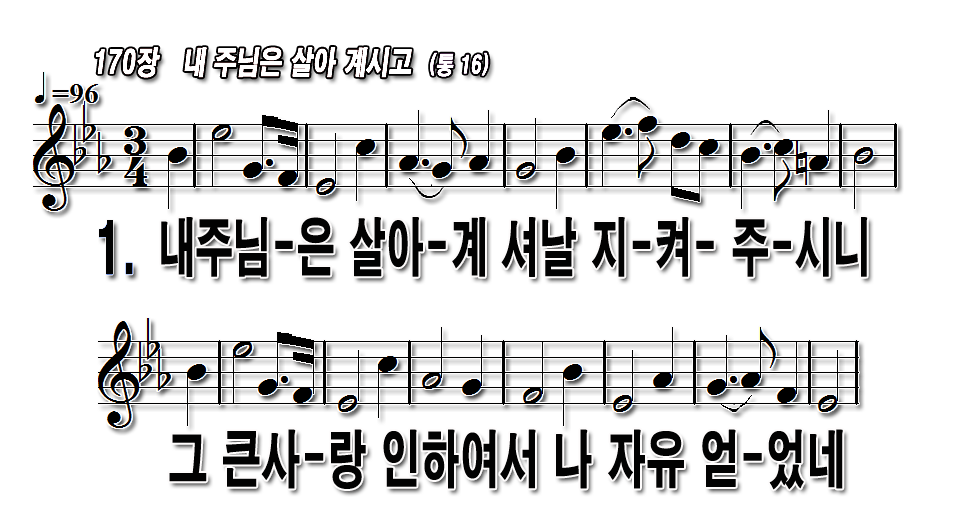 170장 내 주님은 살아 계시고 (통 16)
♩=96
3/4
1. 내주님-은 살아-계 셔날 지-켜- 주-시니
그 큰사-랑 인하여서 나 자유 얻-었네